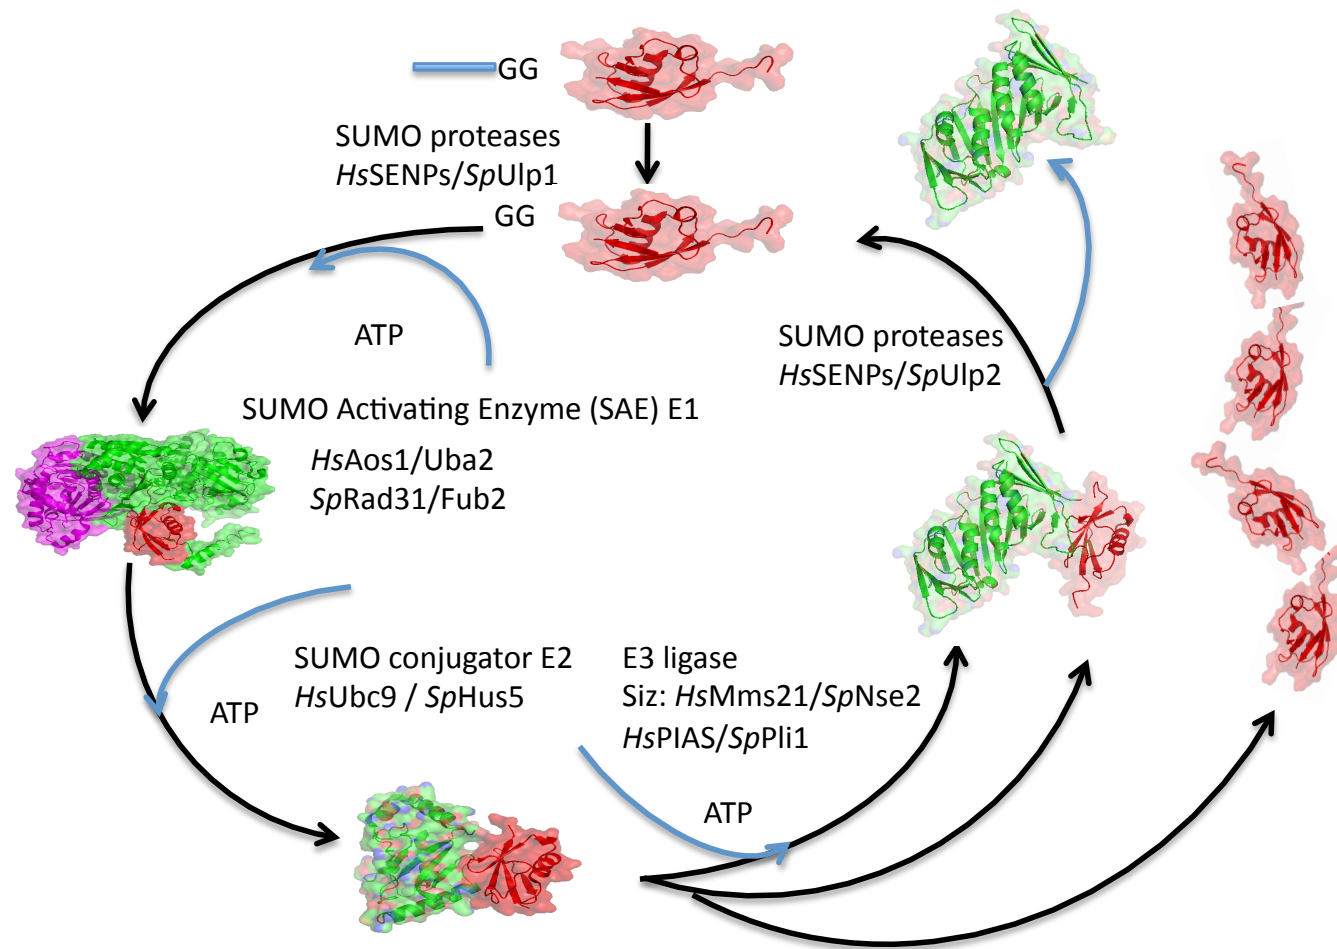 GG
SUMO proteases
HsSENPs/SpUlp1
GG
ATP
SUMO Activating Enzyme (SAE) E1
HsAos1/Uba2
SpRad31/Fub2
SUMO proteases
HsSENPs/SpUlp2
SUMO conjugator E2
HsUbc9 / SpHus5
ATP
E3 ligase
Siz: HsMms21/SpNse2
HsPIAS/SpPli1
ATP